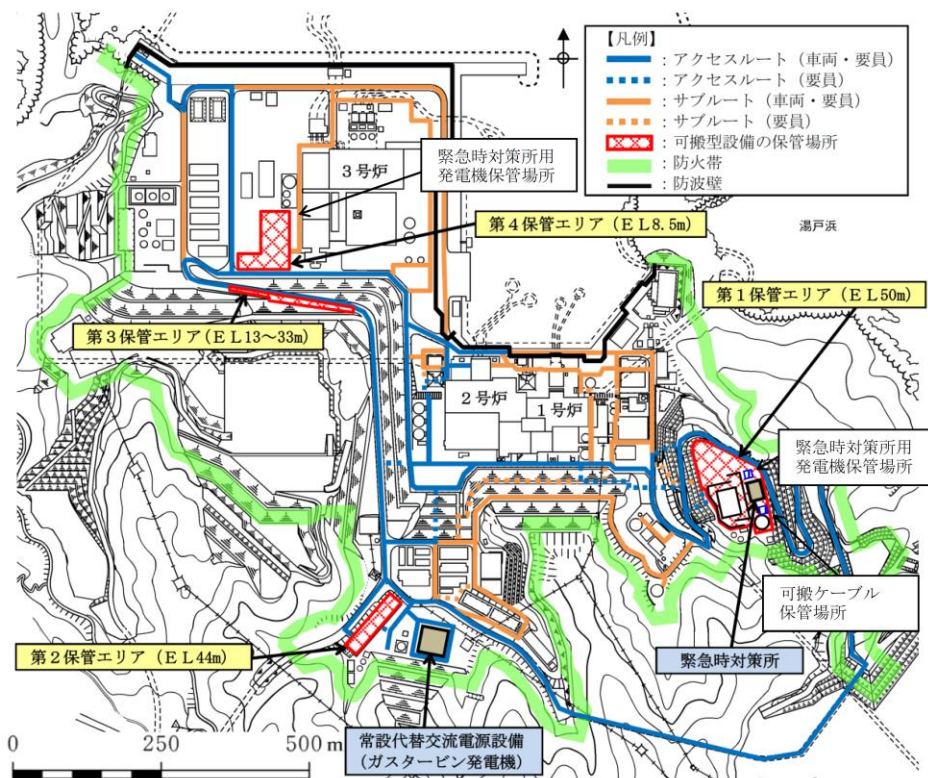 【凡例】
：アクセスルート（車両・要員）
：アクセスルート（要員）
：サブルート（車両・要員）
：サブルート（要員）
：可搬型設備の保管場所
：防火帯
：防波壁
緊急時対策所用
発電機保管場所
３号炉
第４保管エリア（ＥＬ8.5m）
湯戸浜
第１保管エリア（ＥＬ50m）
第３保管エリア（ＥＬ13～33m）
２号炉
１号炉
緊急時対策所用
発電機保管場所
可搬ケーブル
保管場所
第２保管エリア（ＥＬ44m）
緊急時対策所
常設代替交流電源設備
（ガスタービン発電機）
0 250 500 m